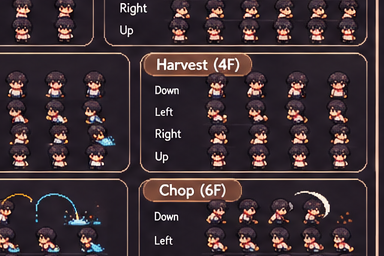 Right
Up
Harvest (4F)
Down
Left
Right
Up
Chop (6F)
Down
Left